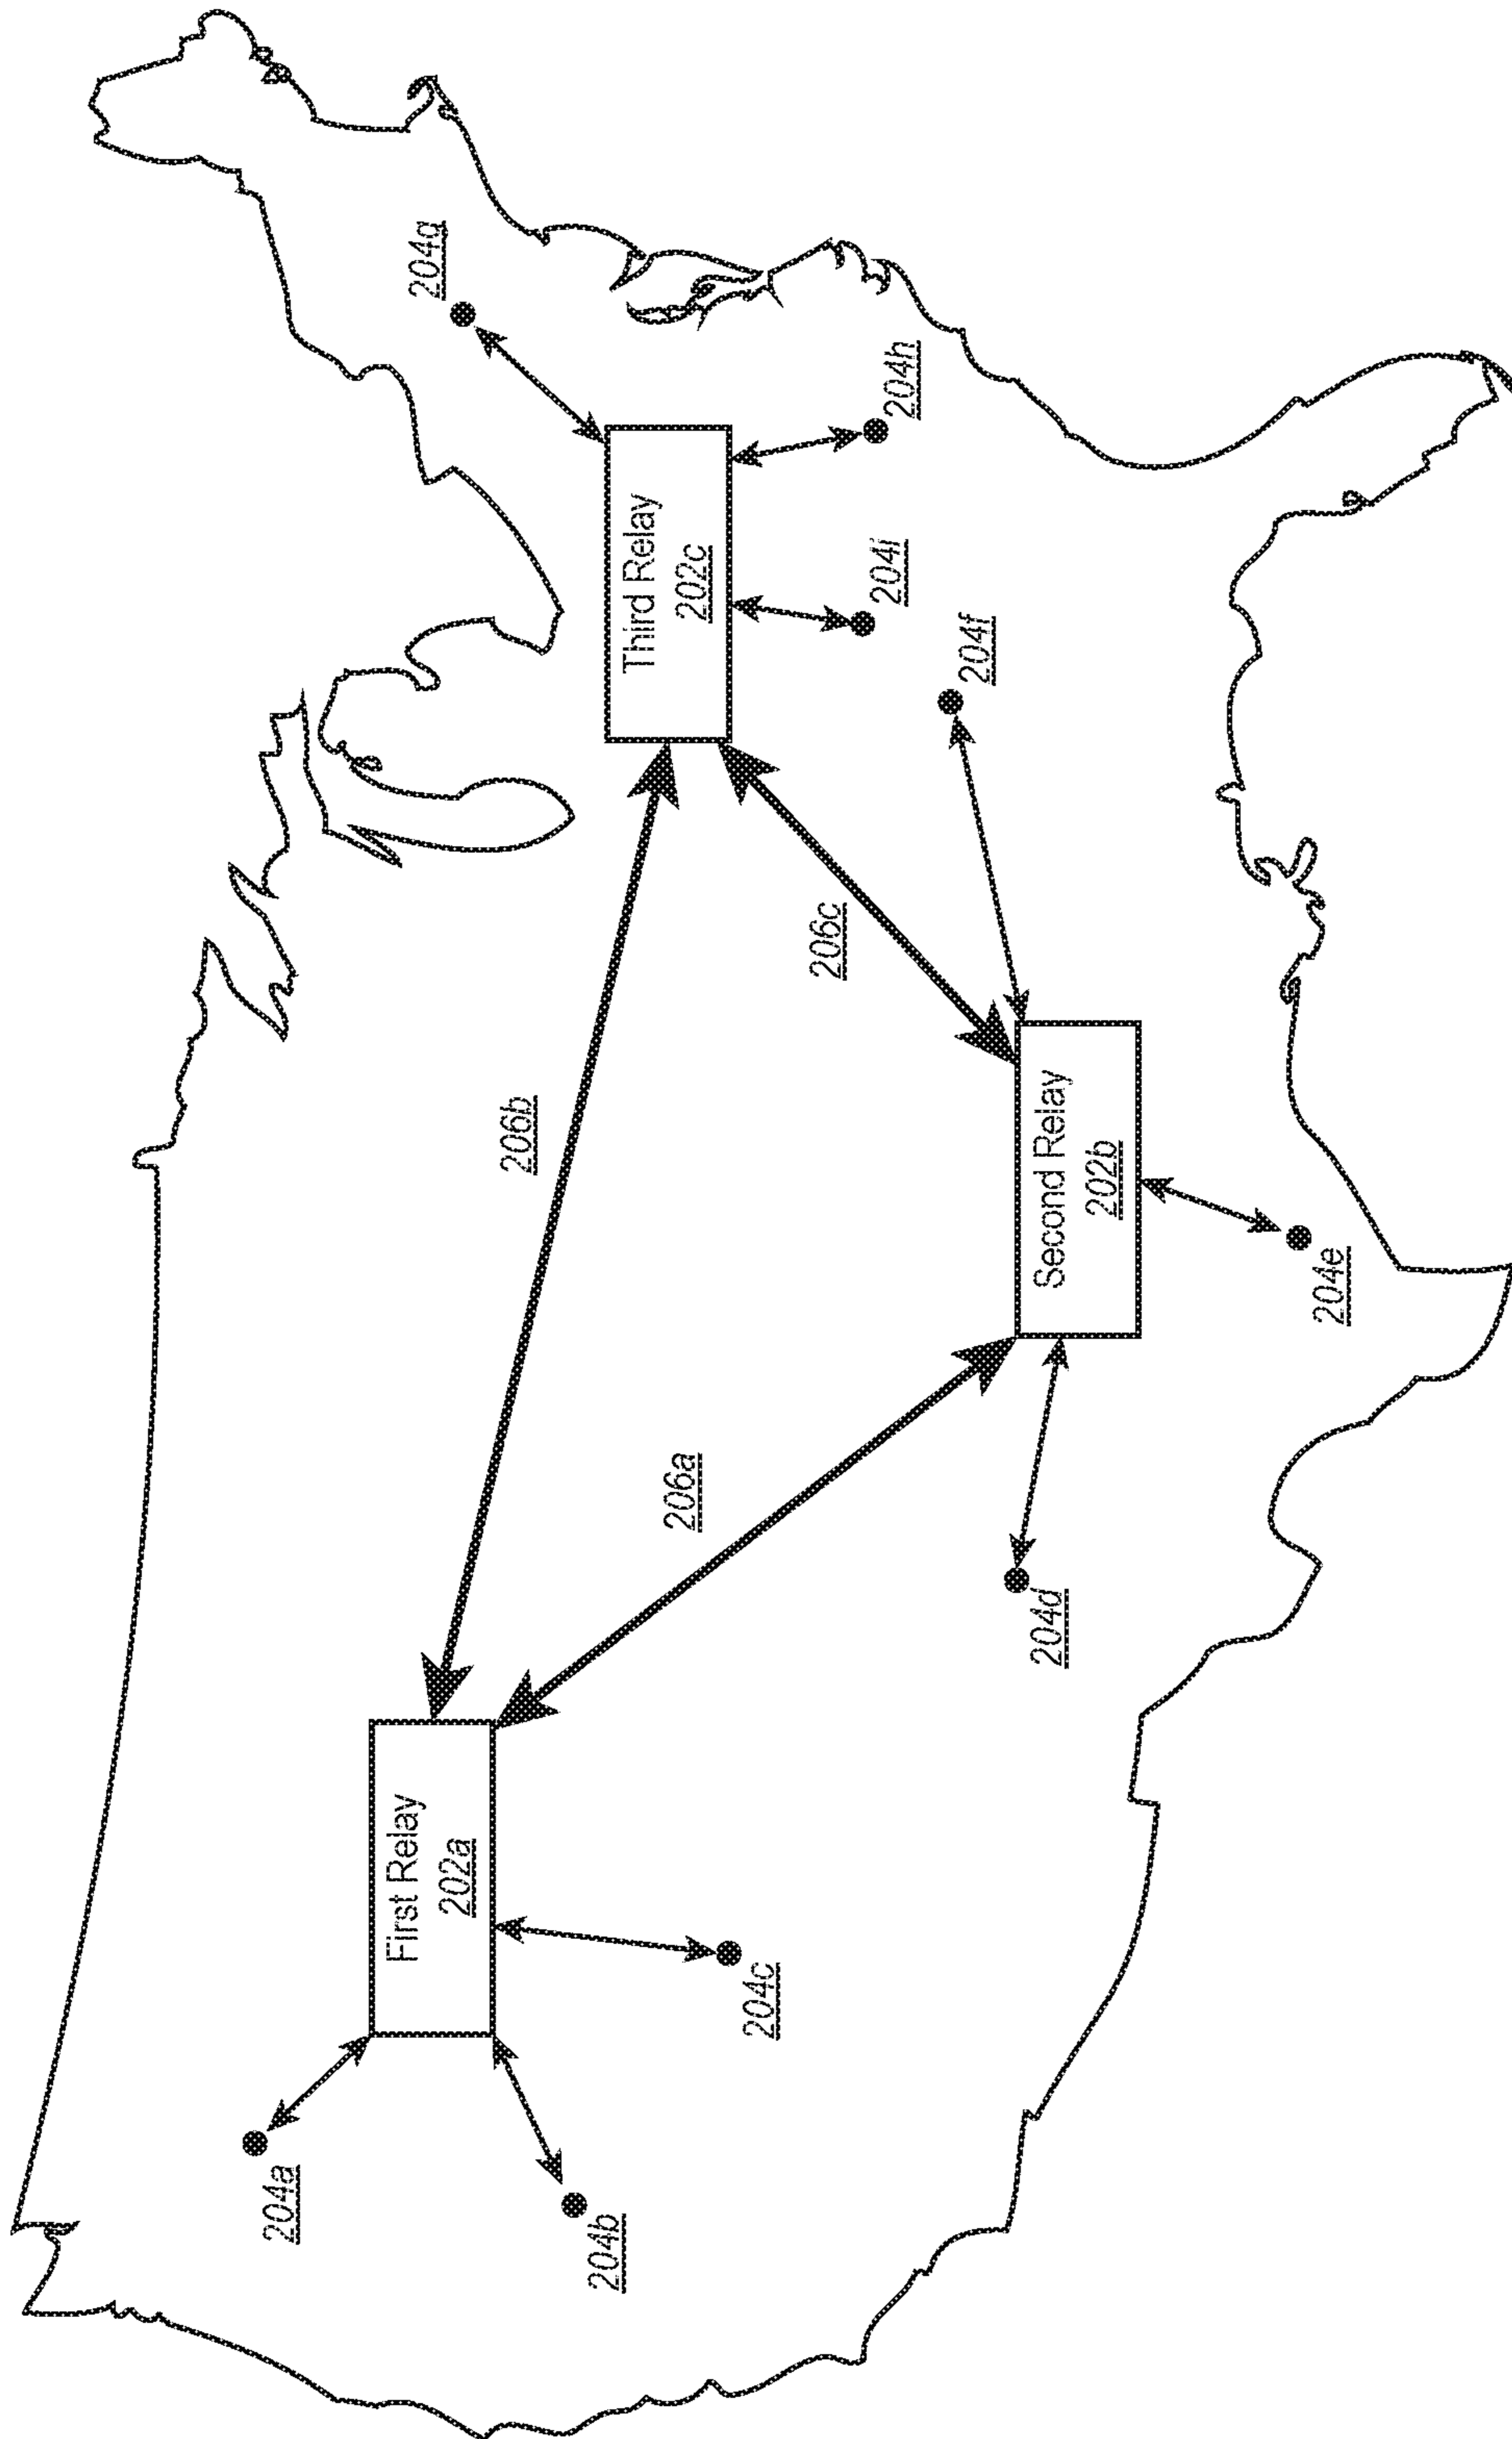 204a
First Relay
202a
204g
206b
204b
Third Relay
202c
206a
204c
206c
204i
204h
204f
204d
Second Relay
202b
204e